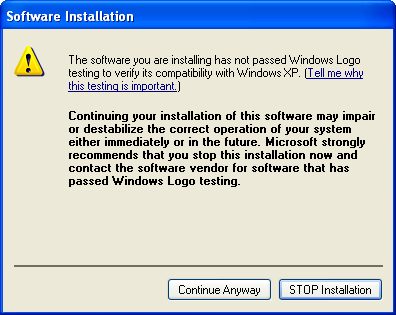 Software Installation
The software you are installing has not passed Windows Logo
testing to verify its compatibility with Windows XP. (Tell me why
this testing is important.)
Continuing your installation of this software may impair
or destabilize the correct operation of your system
either immediately or in the future. Microsoft strongly
recommends that you stop this installation now and
contact the software vendor for software that has
passed Windows Logo testing.
Continue Anyway
STOP Installation